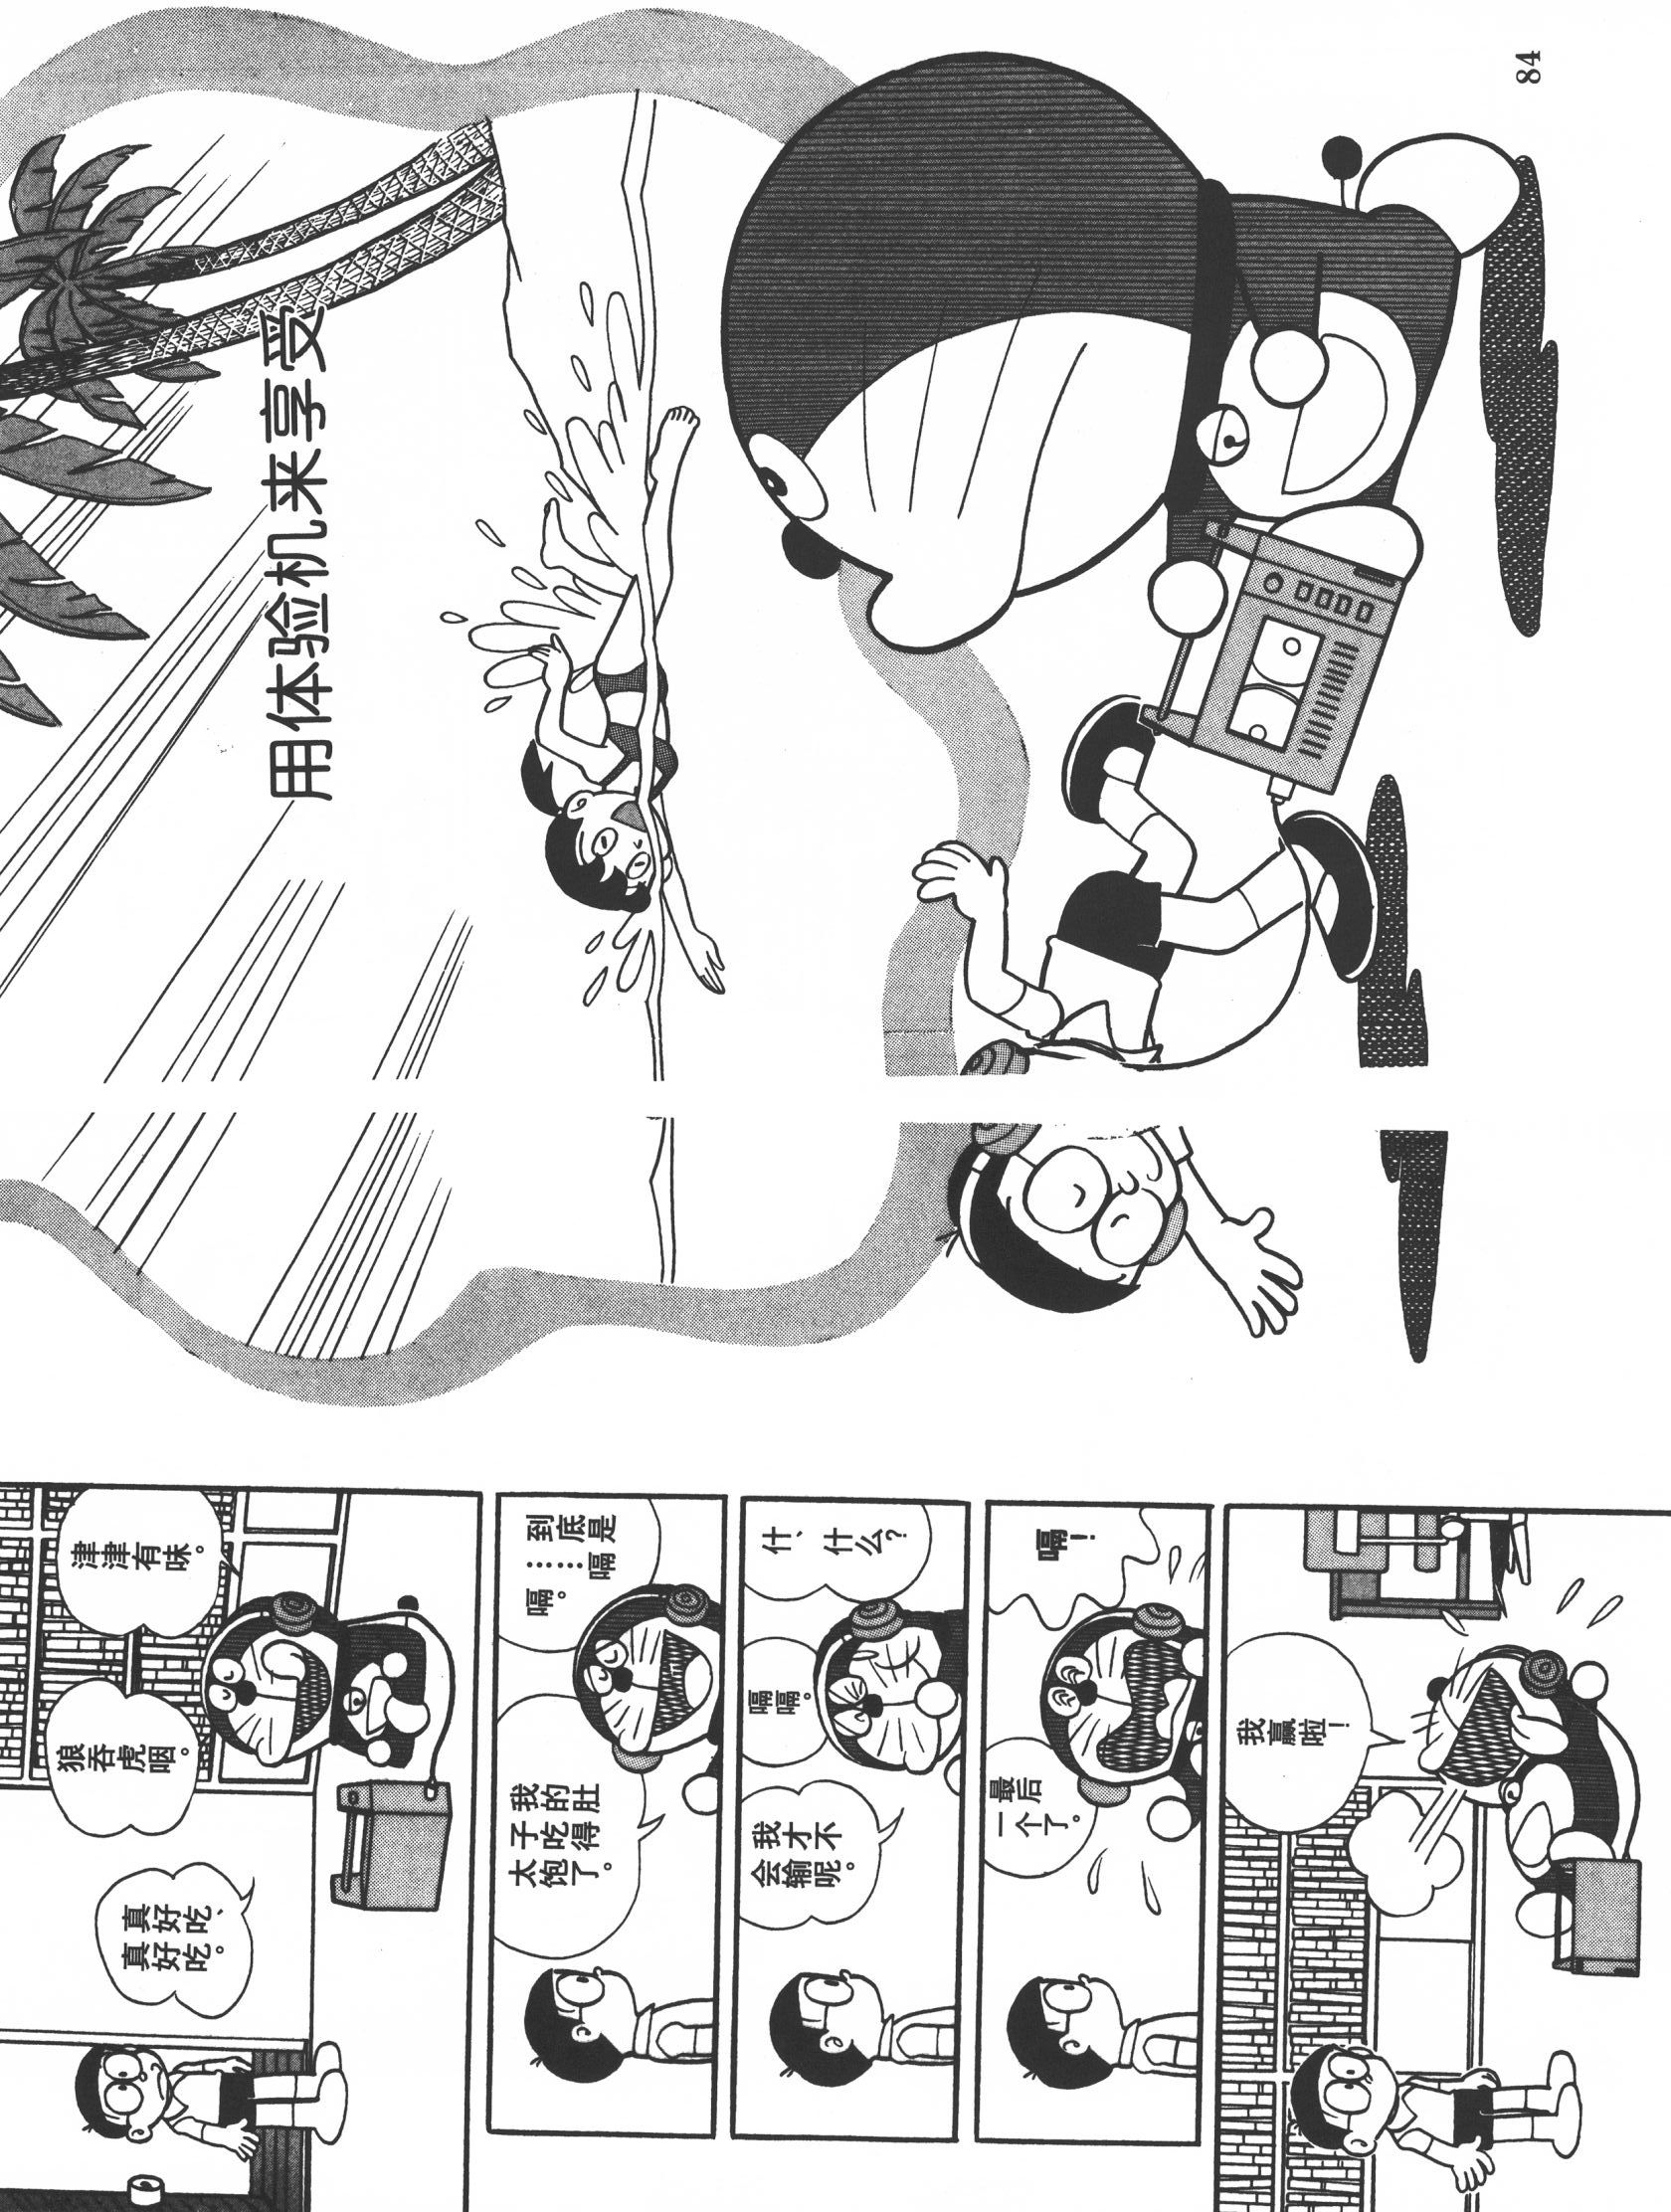 用体验机来享受
84
津津有味。
狼吞虎咽。
真好吃、
真好吃。
到底是
……嗝
嗝。
我的肚
子吃得
太饱了。
什、什么？
嗝嗝。
我才不
会输呢。
嗝！
最后
一个了。
我赢啦！